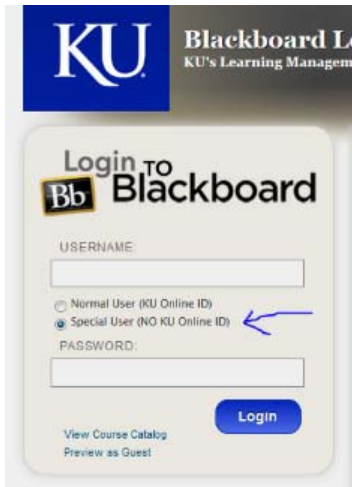 KU
Blackboard L
KU's Learning Managem
Login TO
Bb Blackboard
USERNAME:
Normal User (KU Online ID)
Special User (NO KU Online ID)
PASSWORD:
Login
View Course Catalog
Preview as Guest